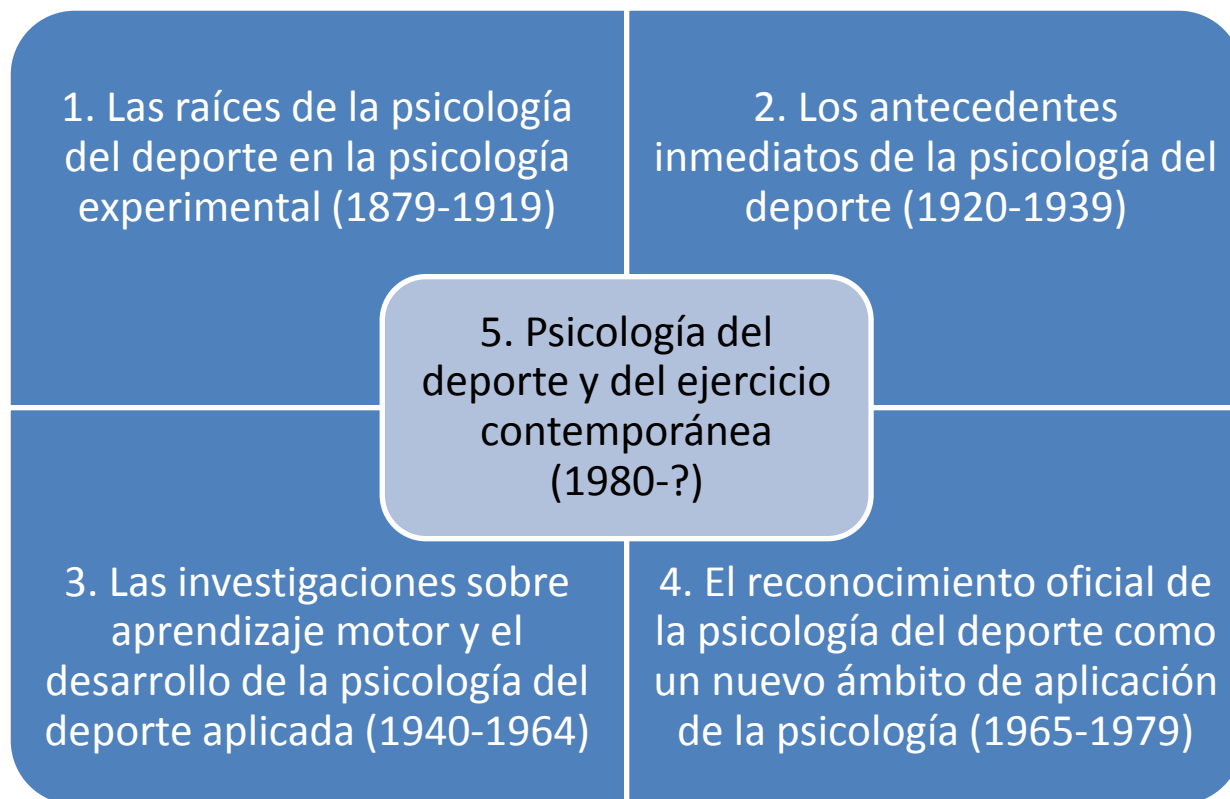 1. Las raíces de la psicología
del deporte en la psicología
experimental (1879-1919)
2. Los antecedentes
inmediatos de la psicología del
deporte (1920-1939)
5. Psicología del
deporte y del ejercicio
contemporánea
(1980-?)
3. Las investigaciones sobre
aprendizaje motor y el
desarrollo de la psicología del
deporte aplicada (1940-1964)
4. El reconocimiento oficial de
la psicología del deporte como
un nuevo ámbito de aplicación
de la psicología (1965-1979)